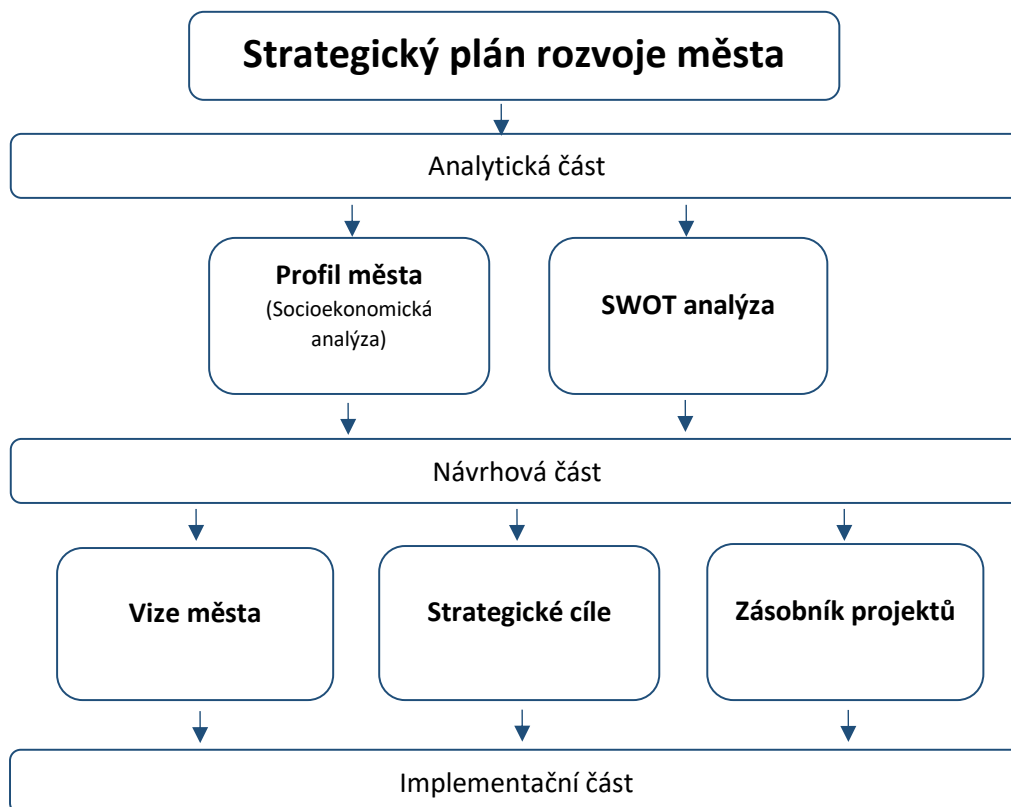 Strategický plán rozvoje města
Analytická část
Profil města
(Socioekonomická
analýza)
SWOT analýza
Návrhová část
Vize města
Strategické cíle
Zásobník projektů
Implementační část